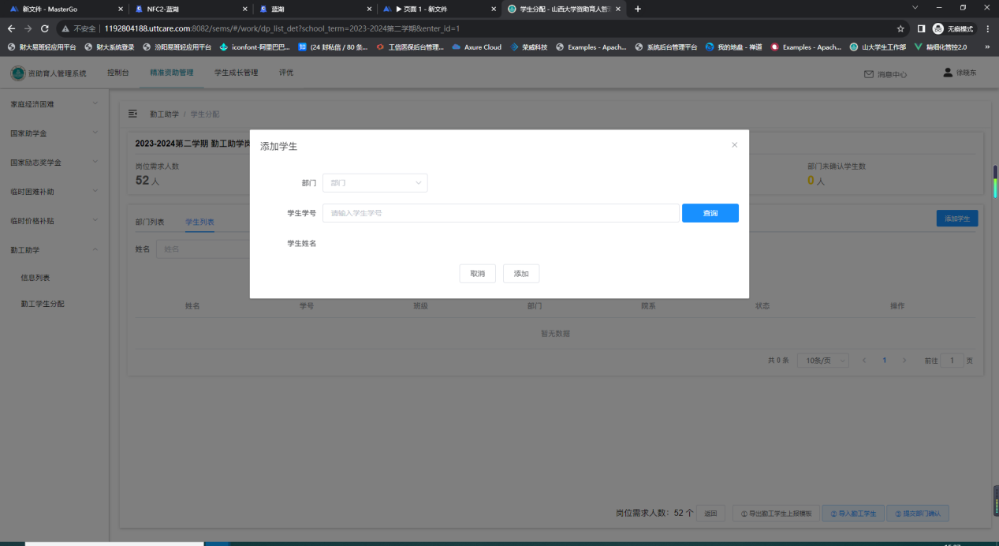 新文件 - MasterGo
NFC2-蓝湖
蓝湖
▶ 页面 1 - 新文件
学生分配 - 山西大学资助育人管
不安全 | 1192804188.uttcare.com:8082/sems/#/work/dp_list_det?school_term=2023-2024第二学期&enter_id=1
无痕模式
财大易班轻应用平台
财大系统登录
汾阳易班轻应用平台
iconfont-阿里巴巴...
(24 封私信 / 80 条...
工信医保后台管理...
Axure Cloud
荣威科技
Examples - Apach...
系统后台管理平台
我的地盘 - 禅道
Examples - Apach...
山大学生工作部
精细化管控2.0
»
资助育人管理系统
控制台
精准资助管理
学生成长管理
评优
消息中心
徐晓东
家庭经济困难
国家助学金
国家励志奖学金
临时困难补助
临时价格补贴
勤工助学
信息列表
勤工学生分配
勤工助学 / 学生分配
2023-2024第二学期 勤工助学岗
岗位需求人数
52 人
部门未确认学生数
0 人
部门列表
学生列表
添加学生
姓名
姓名
添加学生
×
部门
部门
学生学号
请输入学生学号
查询
学生姓名
取消
添加
姓名
学号
班级
部门
院系
状态
操作
暂无数据
共 0 条
10条/页
1
前往
1
页
岗位需求人数：52 个
返回
① 导出勤工学生上报模板
② 导入勤工学生
③ 提交部门确认